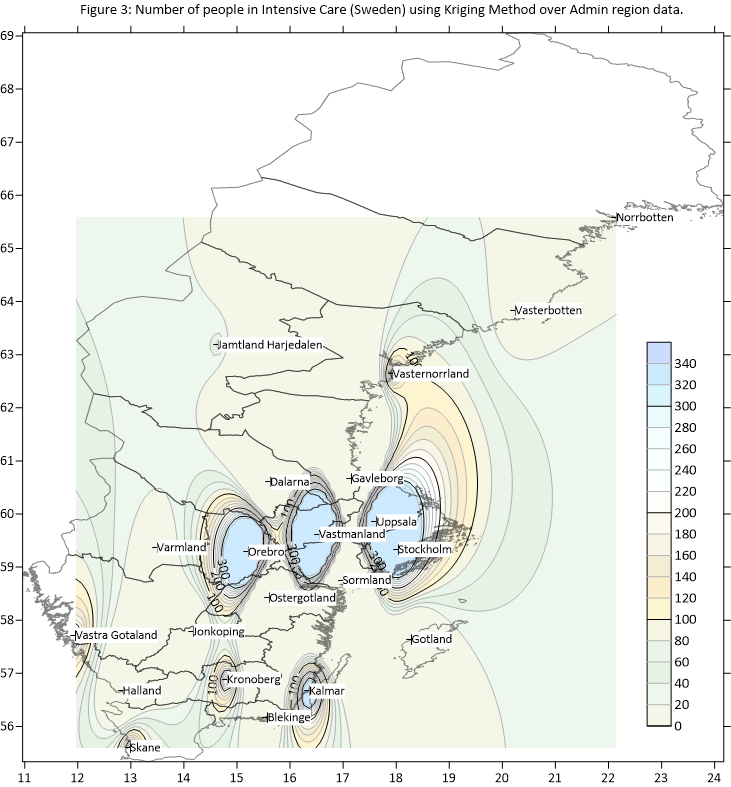 Figure 3: Number of people in Intensive Care (Sweden) using Kriging Method over Admin region data.
69
68
67
66
65
64
63
62
61
60
59
58
57
56
Norrbotten
Vasterbotten
Jamtland Harjedalen
100
Vasternorrland
Dalarna
Gavleborg
100
Uppsala
Vastmanland
Varmland
Orebro
Stockholm
300
300
300
200
Sormland
100
Ostergotland
Jonkoping
Vastra Gotaland
Gotland
Kronoberg
100
100
Halland
Kalmar
Blekinge
Skane
340
320
300
280
260
240
220
200
180
160
140
120
100
80
60
40
20
0
11 12 13 14 15 16 17 18 19 20 21 22 23 24